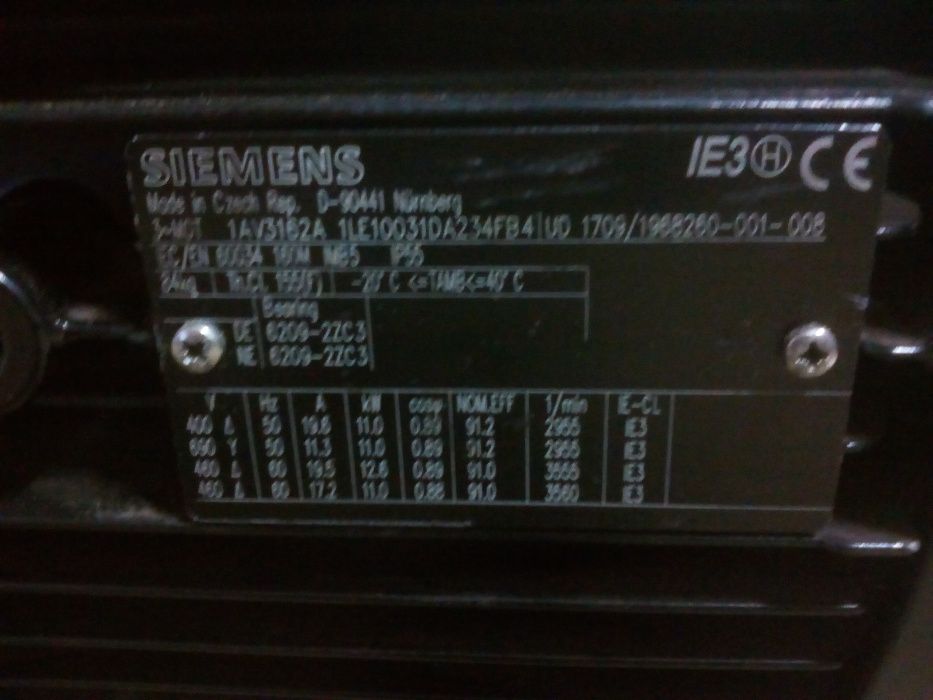 SIEMENS IE3 H CE
Made in Czech Rep. D-90441 Nürnberg
3-MOT 1AV3162A 1LE10031DA234FB4 UD 1709/1968260-001-008
IEC/EN 60034 160M IMB5 IP55
84kg Th.Cl. 155(F) -20°C <=TAMB<=40°C
Bearing
DE 6209-2ZC3
NE 6209-2ZC3
V Hz A kW cosφ NOM.EFF 1/min IE-CL
400 Δ 50 19.6 11.0 0.89 91.2 2955 IE3
690 Y 50 11.3 11.0 0.89 91.2 2955 IE3
460 Δ 60 19.5 12.6 0.89 91.0 3555 IE3
460 Δ 60 17.2 11.0 0.88 91.0 3560 IE3